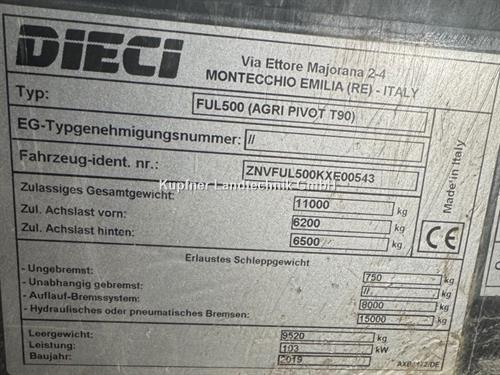 DIECI
Via Ettore Majorana 2-4
MONTECCHIO EMILIA (RE) - ITALY
Typ: FUL500 (AGRI PIVOT T90)
EG-Typgenehmigungsnummer: //
Fahrzeug-ident. nr.: ZNVFUL500KXE00543
Kupfner Landtechnik GmbH
Zulassiges Gesamtgewicht: 11000 kg
Zul. Achslast vorn: 6200 kg
Zul. Achslast hinten: 6500 kg
Made in Italy
CE
Erlaustes Schleppgewicht
- Ungebremst: 750 kg
- Unabhangig gebremst: // kg
- Auflauf-Bremssystem: 8000 kg
- Hydraulisches oder pneumatisches Bremsen: 15000 kg
Leergewicht: 9520 kg
Leistung: 103 kW
Baujahr: 2019